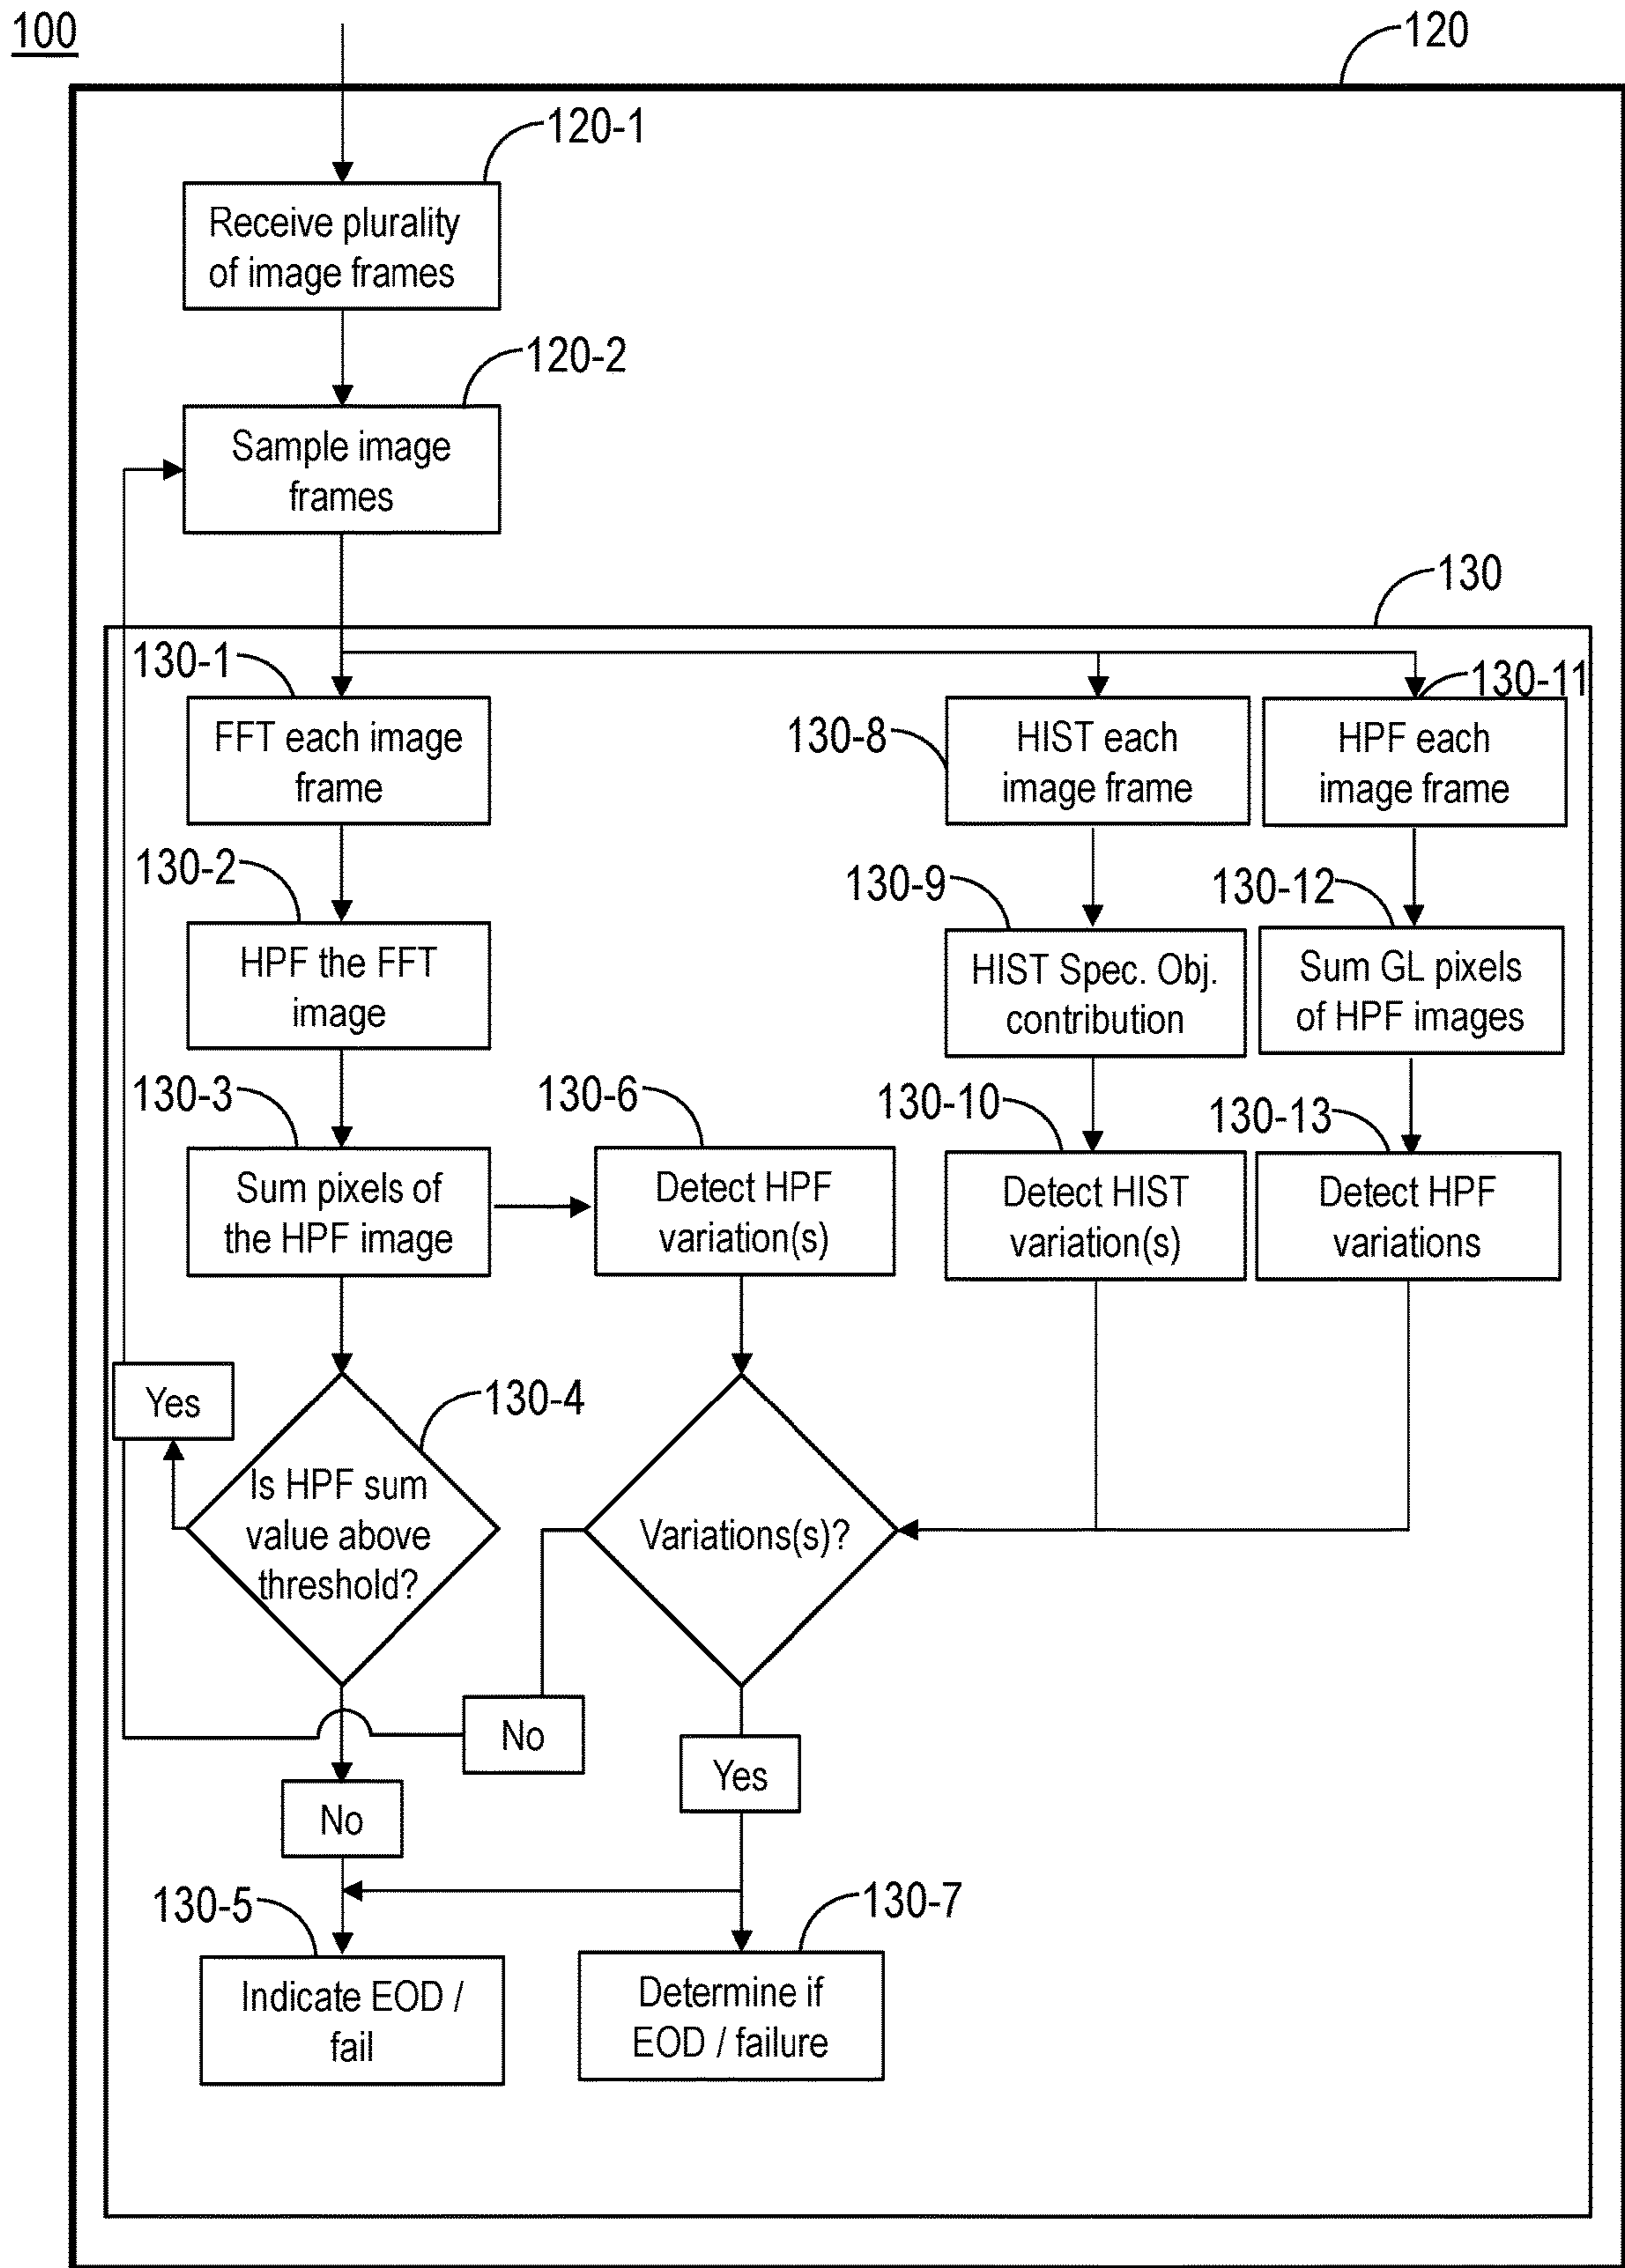 100
120
120-1
Receive plurality
of image frames
120-2
Sample image
frames
130
130-1
FFT each image
frame
130-8
HIST each
image frame
130-11
HPF each
image frame
130-2
HPF the FFT
image
130-9
HIST Spec. Obj.
contribution
130-12
Sum GL pixels
of HPF images
130-3
Sum pixels of
the HPF image
130-6
Detect HPF
variation(s)
130-10
Detect HIST
variation(s)
130-13
Detect HPF
variations
Yes
130-4
Is HPF sum
value above
threshold?
Variations(s)?
No
Yes
No
130-5
Indicate EOD /
fail
130-7
Determine if
EOD / failure